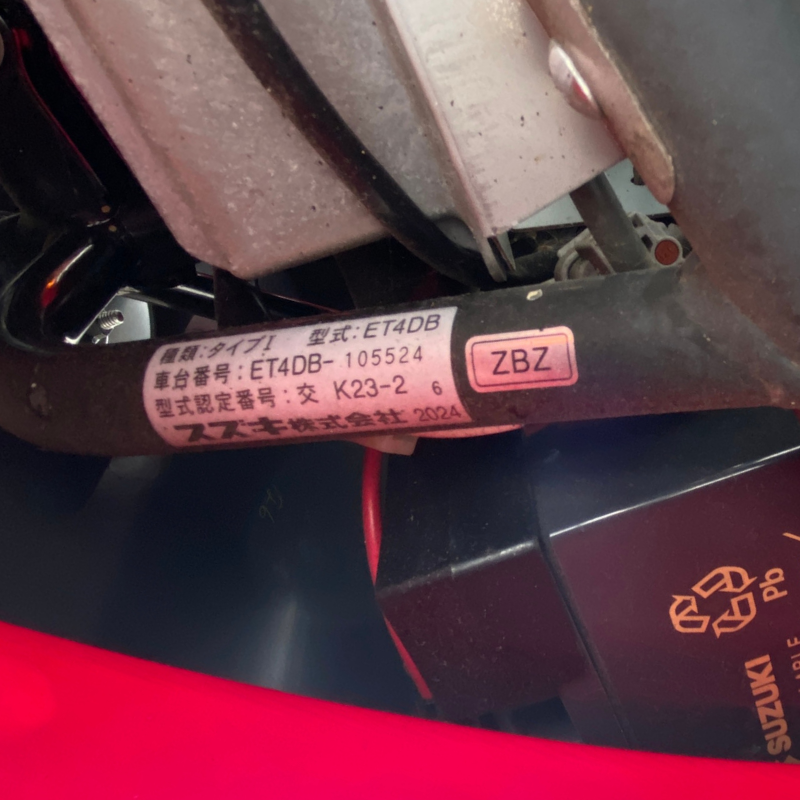 種類:タイプI 型式:ET4DB
車台番号:ET4DB-105524
型式認定番号:交 K23-2 6
スズキ株式会社 2024
ZBZ
Pb
SUZUKI